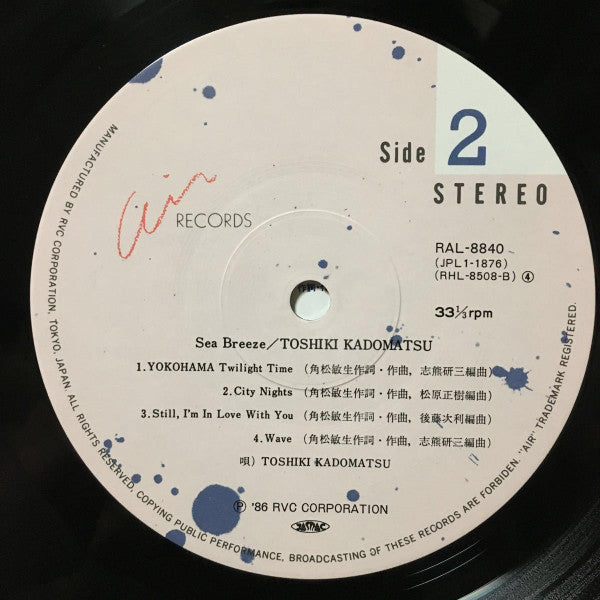 Side 2
STEREO
Air RECORDS
RAL-8840
(JPL1-1876)
(RHL-8508-B) ④
33⅓rpm
Sea Breeze/TOSHIKI KADOMATSU
1.YOKOHAMA Twilight Time (角松敏生作詞・作曲, 志熊研三編曲)
2.City Nights (角松敏生作詞・作曲, 松原正樹編曲)
3.Still, I'm In Love With You (角松敏生作詞・作曲, 後藤次利編曲)
4.Wave (角松敏生作詞・作曲, 志熊研三編曲)
唄) TOSHIKI KADOMATSU
Ⓟ '86 RVC CORPORATION
JASRAC
MANUFACTURED BY RVC CORPORATION, TOKYO, JAPAN. ALL RIGHTS RESERVED. COPYING PUBLIC PERFORMANCE, BROADCASTING OF THESE RECORDS ARE FORBIDDEN. "AIR" TRADEMARK REGISTERED.